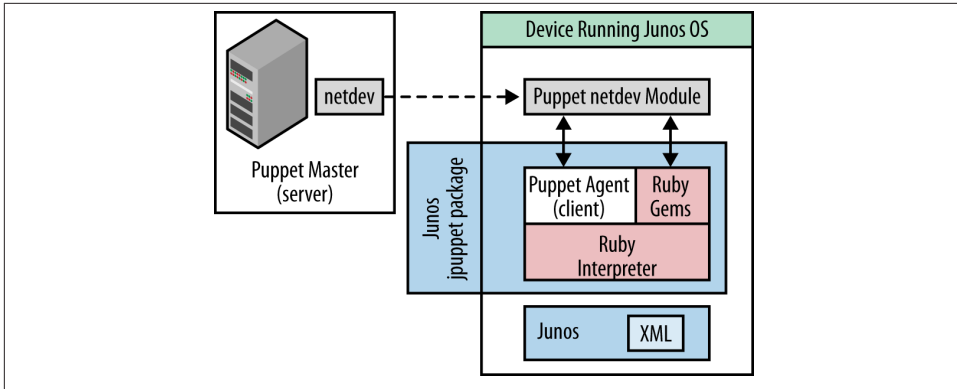 Device Running Junos OS
netdev
Puppet netdev Module
Puppet Master
(server)
Junos
jpuppet package
Puppet Agent
(client)
Ruby
Gems
Ruby
Interpreter
Junos
XML